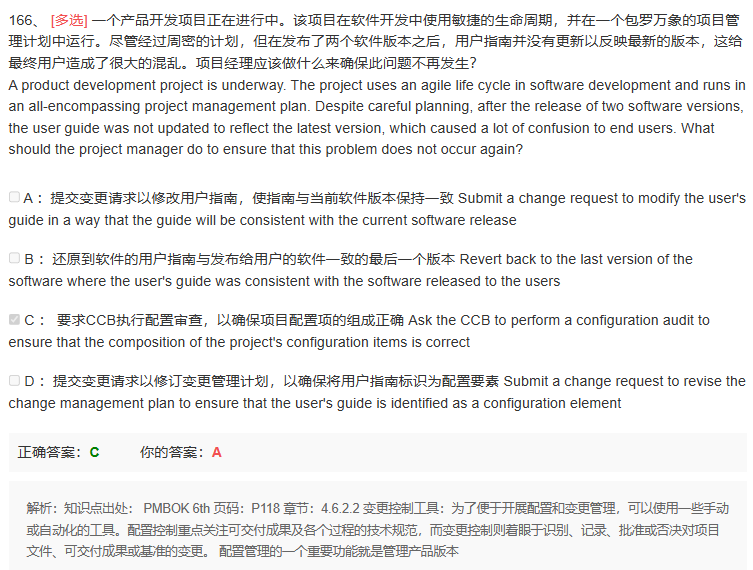 166、 [多选] 一个产品开发项目正在进行中。该项目在软件开发中使用敏捷的生命周期，并在一个包罗万象的项目管
理计划中运行。尽管经过周密的计划，但在发布了两个软件版本之后，用户指南并没有更新以反映最新的版本，这给
最终用户造成了很大的混乱。项目经理应该做什么来确保此问题不再发生？
A product development project is underway. The project uses an agile life cycle in software development and runs in
an all-encompassing project management plan. Despite careful planning, after the release of two software versions,
the user guide was not updated to reflect the latest version, which caused a lot of confusion to end users. What
should the project manager do to ensure that this problem does not occur again?
A： 提交变更请求以修改用户指南，使指南与当前软件版本保持一致 Submit a change request to modify the user's
guide in a way that the guide will be consistent with the current software release
B： 还原到软件的用户指南与发布给用户的软件一致的最后一个版本 Revert back to the last version of the
software where the user's guide was consistent with the software released to the users
C： 要求CCB执行配置审查，以确保项目配置项的组成正确 Ask the CCB to perform a configuration audit to
ensure that the composition of the project's configuration items is correct
D： 提交变更请求以修订变更管理计划，以确保将用户指南标识为配置要素 Submit a change request to revise the
change management plan to ensure that the user's guide is identified as a configuration element
正确答案：C 你的答案：A
解析：知识点出处： PMBOK 6th 页码：P118 章节：4.6.2.2 变更控制工具：为了便于开展配置和变更管理，可以使用一些手动
或自动化的工具。配置控制重点关注可交付成果及各个过程的技术规范，而变更控制则着眼于识别、记录、批准或否决对项目
文件、可交付成果或基准的变更。 配置管理的一个重要功能就是管理产品版本